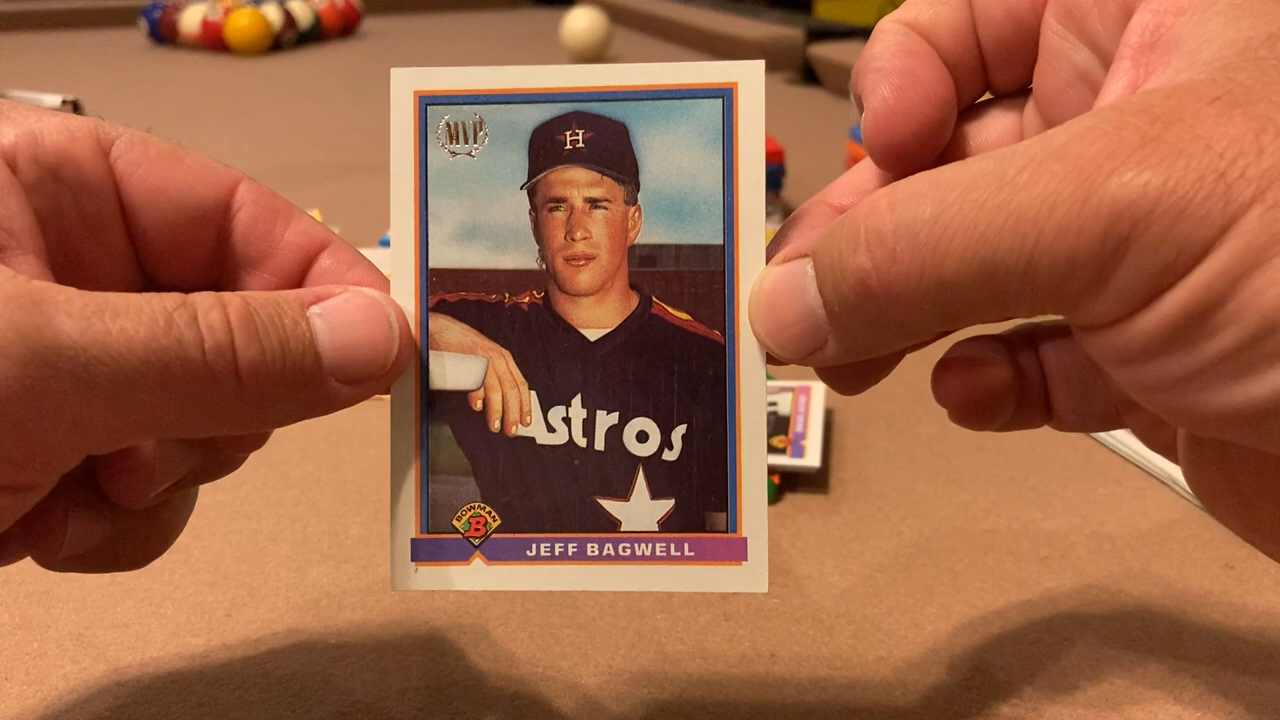 MVP
H
Astros
BOWMAN
B
JEFF BAGWELL